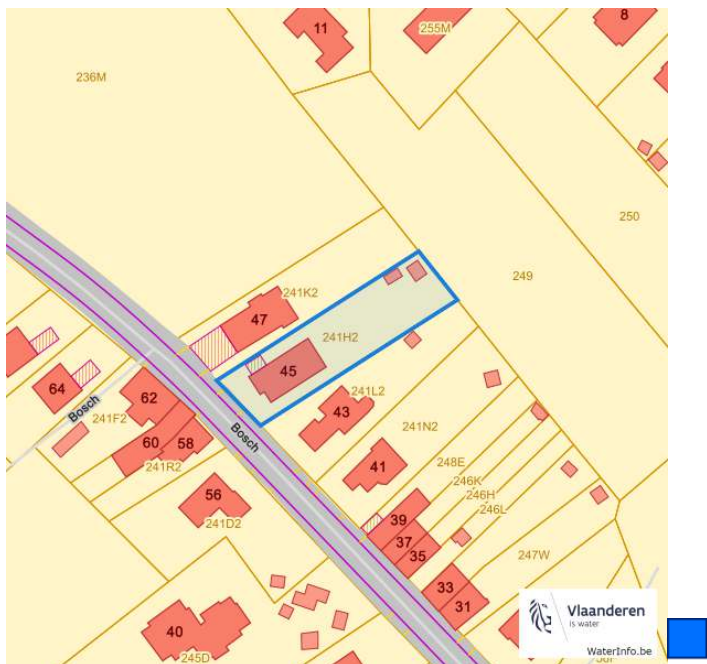 11
255M
8
236M
250
249
241K2
47
241H2
45
64
Bosch
62
241F2
241L2
43
Bosch
60
58
241R2
241N2
41
248E
246K
246H
246L
56
241D2
39
37
35
247W
33
31
40
245D
Vlaanderen
is water
WaterInfo.be